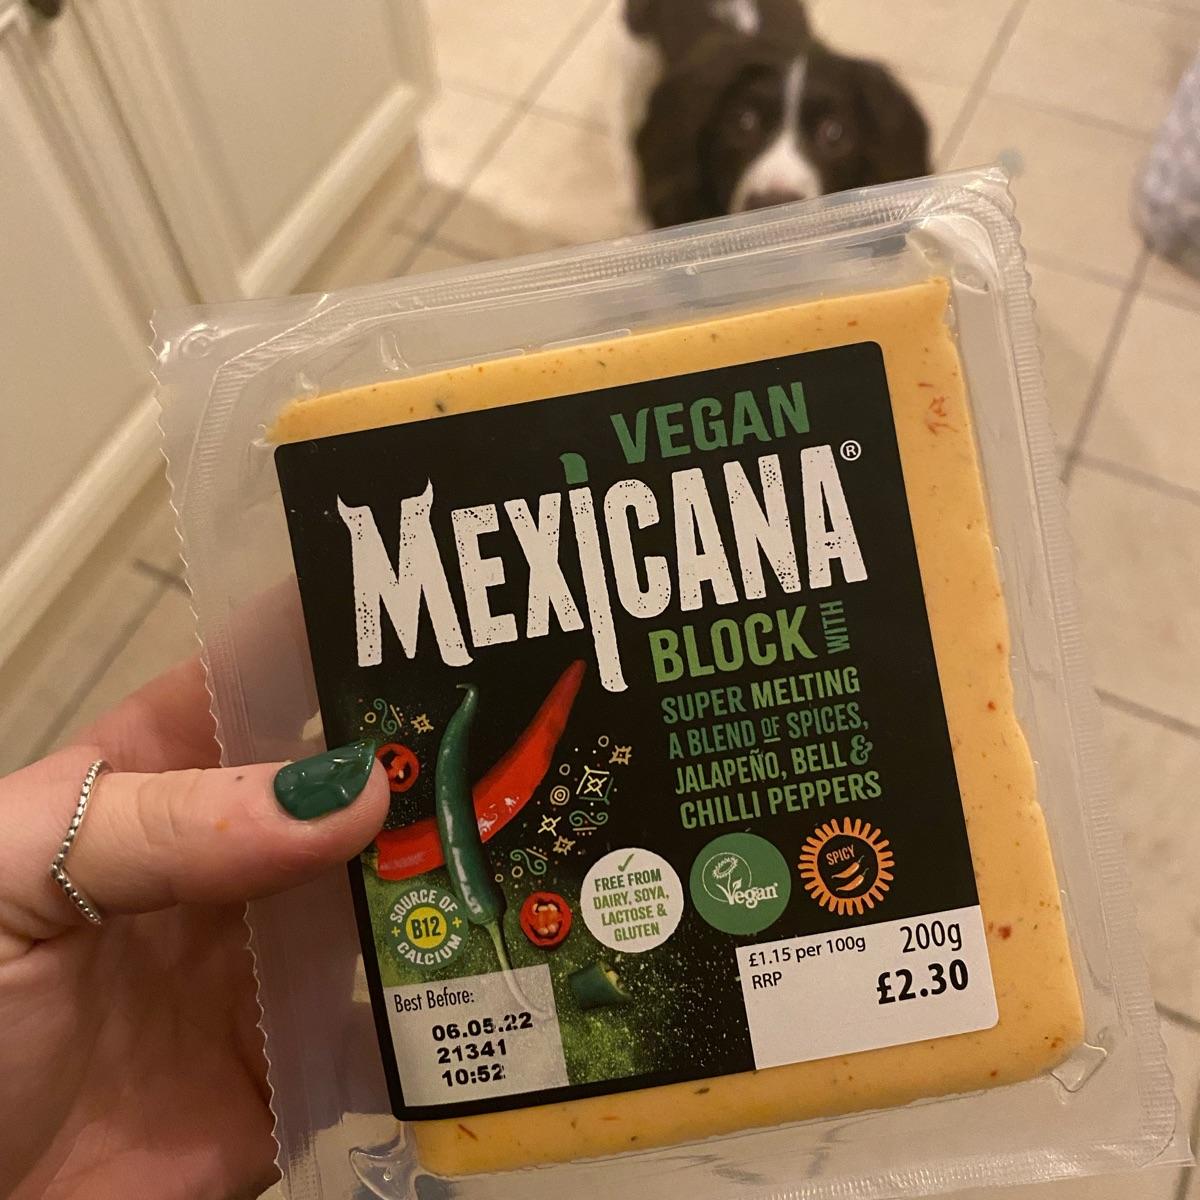 VEGAN
MEXICANA®
BLOCK WITH
SUPER MELTING
A BLEND OF SPICES,
JALAPEÑO, BELL &
CHILLI PEPPERS
SOURCE OF
B12
CALCIUM
FREE FROM
DAIRY, SOYA,
LACTOSE &
GLUTEN
Vegan
SPICY
Best Before:
06.05.22
21341
10:52
£1.15 per 100g
RRP
200g
£2.30